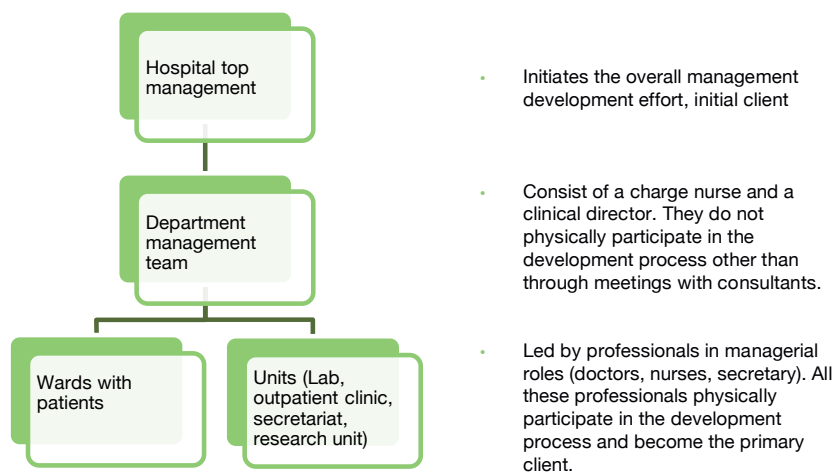 Hospital top
management
• Initiates the overall management
development effort, initial client
Department
management
team
• Consist of a charge nurse and a
clinical director. They do not
physically participate in the
development process other than
through meetings with consultants.
Wards with
patients
Units (Lab,
outpatient clinic,
secretariat,
research unit)
• Led by professionals in managerial
roles (doctors, nurses, secretary). All
these professionals physically
participate in the development
process and become the primary
client.